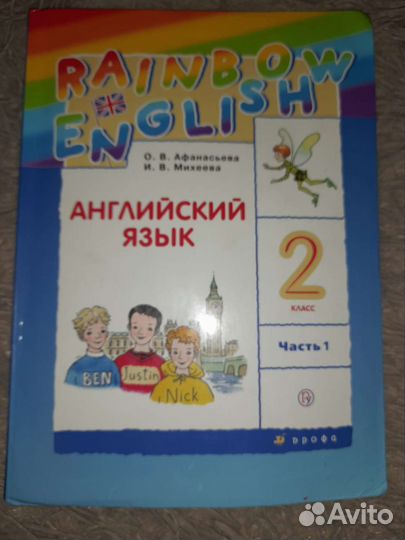 RAINBOW
ENGLISH
О. В. Афанасьева
И. В. Михеева
АНГЛИЙСКИЙ
ЯЗЫК
2
КЛАСС
Часть 1
BEN
Justin
Nick
дрофа
Avito